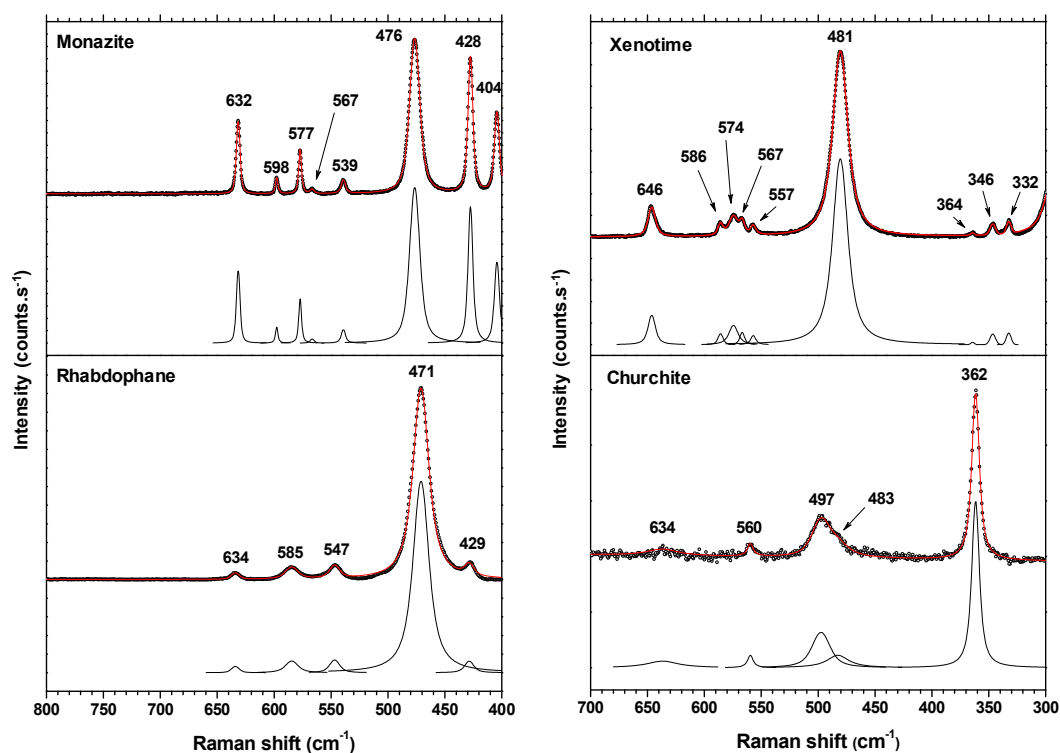 Monazite
476
428
404
632
567
577
598
539
Rhabdophane
471
634
585
547
429
800 750 700 650 600 550 500 450 400
Raman shift (cm⁻¹)
Intensity (counts.s⁻¹)
Xenotime
481
574
586
567
557
646
364
346
332
Churchite
362
497
483
634
560
700 650 600 550 500 450 400 350 300
Raman shift (cm⁻¹)
Intensity (counts.s⁻¹)